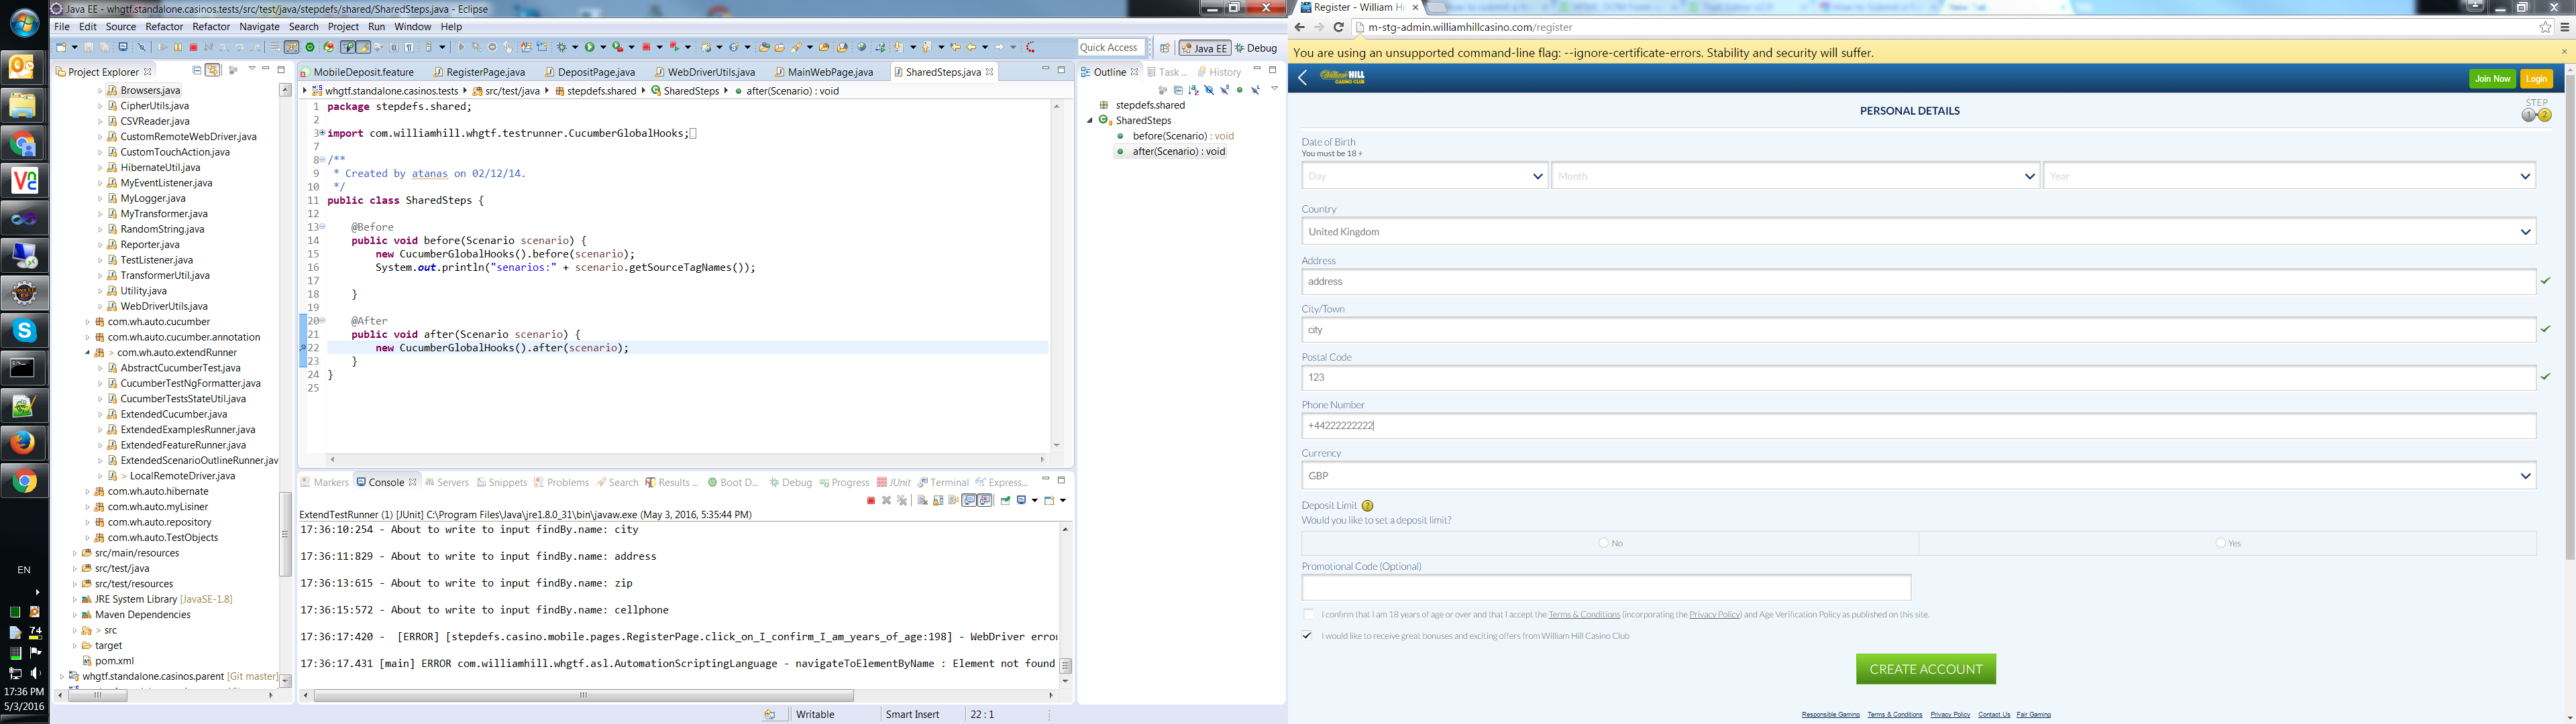 Java EE - whgtf.standalone.casinos.tests/src/test/java/stepdefs/shared/SharedSteps.java - Eclipse
File Edit Source Refactor Refactor Navigate Search Project Run Window Help
Quick Access Java EE Debug
Project Explorer
Browsers.java
CipherUtils.java
CSVReader.java
CustomRemoteWebDriver.java
CustomTouchAction.java
HibernateUtil.java
MyEventListener.java
MyLogger.java
MyTransformer.java
RandomString.java
Reporter.java
TestListener.java
TransformerUtil.java
Utility.java
WebDriverUtils.java
com.wh.auto.cucumber
com.wh.auto.cucumber.annotation
> com.wh.auto.extendRunner
AbstractCucumberTest.java
CucumberTestNgFormatter.java
CucumberTestsStateUtil.java
ExtendedCucumber.java
ExtendedExamplesRunner.java
ExtendedFeatureRunner.java
ExtendedScenarioOutlineRunner.jav
> LocalRemoteDriver.java
com.wh.auto.hibernate
com.wh.auto.myLisiner
com.wh.auto.repository
com.wh.auto.TestObjects
src/main/resources
src/test/java
src/test/resources
JRE System Library [JavaSE-1.8]
Maven Dependencies
> src
target
pom.xml
whgtf.standalone.casinos.parent [Git master]
EN
74
17:36 PM
5/3/2016
MobileDeposit.feature RegisterPage.java DepositPage.java WebDriverUtils.java MainWebPage.java SharedSteps.java
whgtf.standalone.casinos.tests src/test/java stepdefs.shared SharedSteps after(Scenario) : void
1 package stepdefs.shared;
2
3 import com.williamhill.whgtf.testrunner.CucumberGlobalHooks;
7
8 /**
9 * Created by atanas on 02/12/14.
10 */
11 public class SharedSteps {
12
13 @Before
14 public void before(Scenario scenario) {
15 new CucumberGlobalHooks().before(scenario);
16 System.out.println("senarios:" + scenario.getSourceTagNames());
17
18 }
19
20 @After
21 public void after(Scenario scenario) {
22 new CucumberGlobalHooks().after(scenario);
23 }
24 }
25
Outline Task ... History
stepdefs.shared
SharedSteps
before(Scenario) : void
after(Scenario) : void
Markers Console Servers Snippets Problems Search Results ... Boot D... Debug Progress JUnit Terminal Express...
ExtendTestRunner (1) [JUnit] C:\Program Files\Java\jre1.8.0_31\bin\javaw.exe (May 3, 2016, 5:35:44 PM)
17:36:10:254 - About to write to input findBy.name: city
17:36:11:829 - About to write to input findBy.name: address
17:36:13:615 - About to write to input findBy.name: zip
17:36:15:572 - About to write to input findBy.name: cellphone
17:36:17:420 - [ERROR] [stepdefs.casino.mobile.pages.RegisterPage.click_on_I_confirm_I_am_years_of_age:198] - WebDriver error
17:36:17.431 [main] ERROR com.williamhill.whgtf.asl.AutomationScriptingLanguage - navigateToElementByName : Element not found
Writable Smart Insert 22 : 1
Register - William Hi
m-stg-admin.williamhillcasino.com/register
You are using an unsupported command-line flag: --ignore-certificate-errors. Stability and security will suffer.
William HILL
CASINO CLUB
Join Now Login
PERSONAL DETAILS
STEP
1 2
Date of Birth
You must be 18 +
Day Month Year
Country
United Kingdom
Address
address
City/Town
city
Postal Code
123
Phone Number
+44222222222
Currency
GBP
Deposit Limit ?
Would you like to set a deposit limit?
No Yes
Promotional Code (Optional)
I confirm that I am 18 years of age or over and that I accept the Terms & Conditions (incorporating the Privacy Policy) and Age Verification Policy as published on this site.
I would like to receive great bonuses and exciting offers from William Hill Casino Club
CREATE ACCOUNT
Responsible Gaming Terms & Conditions Privacy Policy Contact Us Fair Gaming